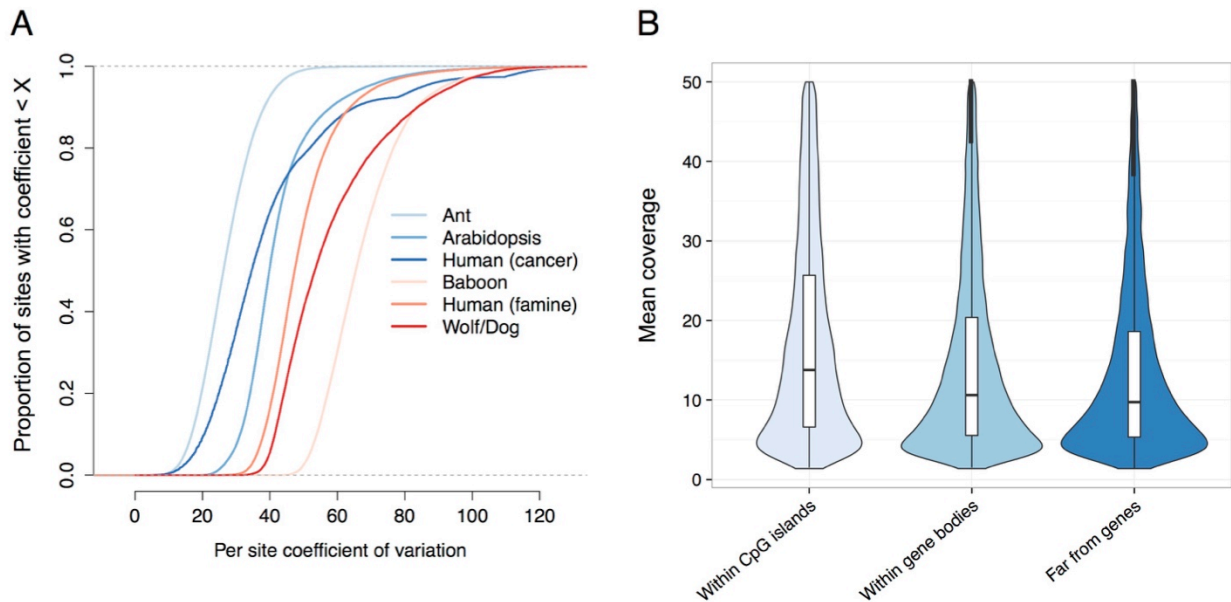 A
Proportion of sites with coefficient < X
1.0
0.8
0.6
0.4
0.2
0.0
Ant
Arabidopsis
Human (cancer)
Baboon
Human (famine)
Wolf/Dog
0 20 40 60 80 100 120
Per site coefficient of variation
B
Mean coverage
50
40
30
20
10
0
Within CpG islands
Within gene bodies
Far from genes